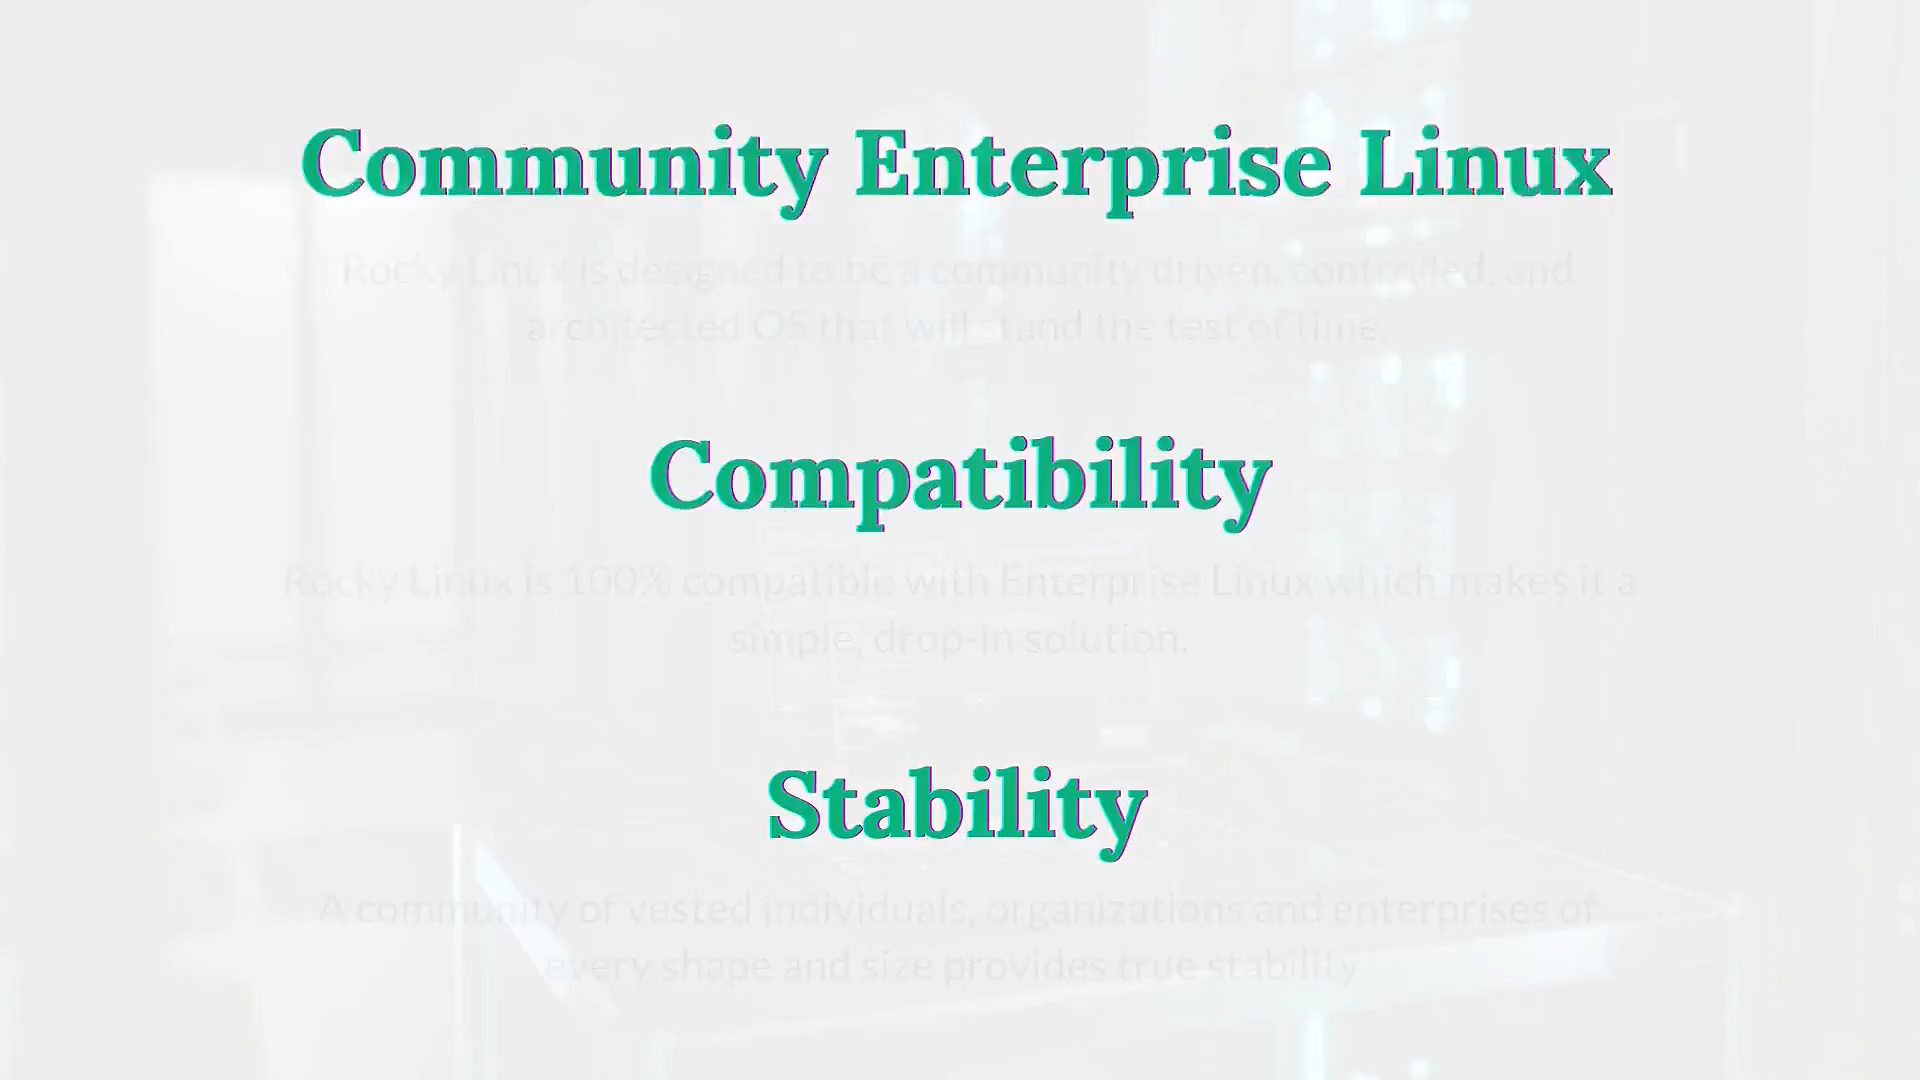 Community Enterprise Linux
Rocky Linux is designed to be a community driven, controlled, and
architected OS that will stand the test of time.
Compatibility
Rocky Linux is 100% compatible with Enterprise Linux which makes it a
simple, drop-in solution.
Stability
A community of vested individuals, organizations and enterprises of
every shape and size provides true stability.